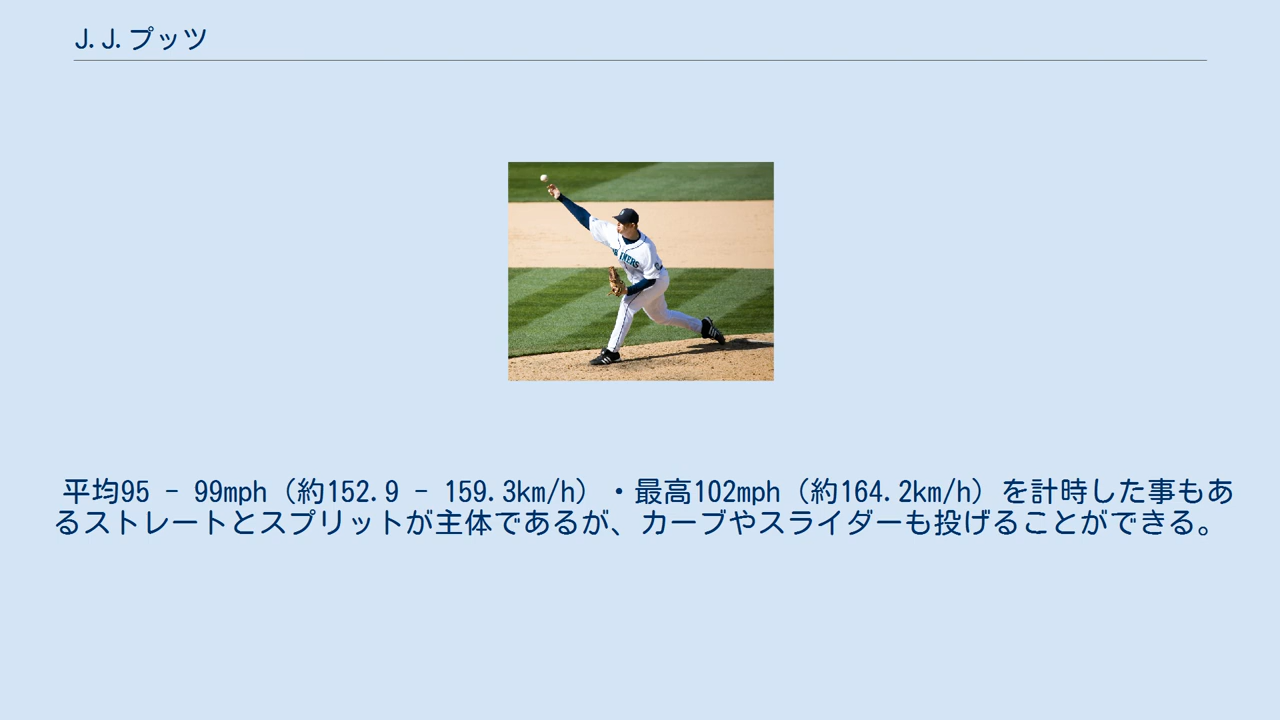 J.J.プッツ
平均95 - 99mph（約152.9 - 159.3km/h）・最高102mph（約164.2km/h）を計時した事もあ
るストレートとスプリットが主体であるが、カーブやスライダーも投げることができる。